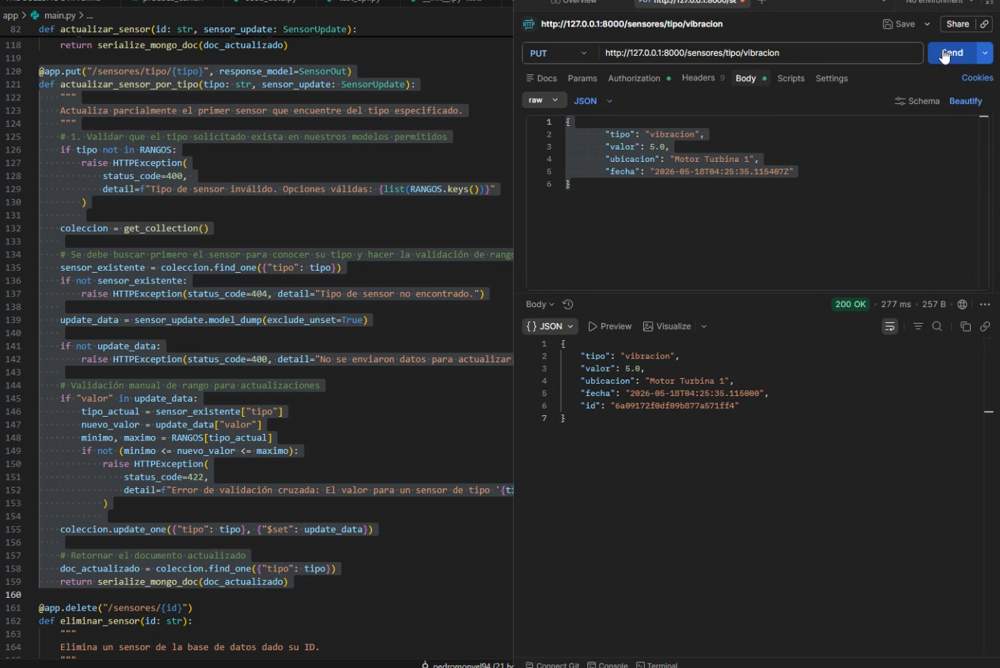 app > main.py > ...
82 def actualizar_sensor(id: str, sensor_update: SensorUpdate):
118 return serialize_mongo_doc(doc_actualizado)
119
120 @app.put("/sensores/tipo/{tipo}", response_model=SensorOut)
121 def actualizar_sensor_por_tipo(tipo: str, sensor_update: SensorUpdate):
122 """
123 Actualiza parcialmente el primer sensor que encuentre del tipo especificado.
124 """
125 # 1. Validar que el tipo solicitado exista en nuestros modelos permitidos
126 if tipo not in RANGOS:
127 raise HTTPException(
128 status_code=400,
129 detail=f"Tipo de sensor inválido. Opciones válidas: {list(RANGOS.keys())}"
130 )
131
132 coleccion = get_collection()
133
134 # Se debe buscar primero el sensor para conocer su tipo y hacer la validación de rango
135 sensor_existente = coleccion.find_one({"tipo": tipo})
136 if not sensor_existente:
137 raise HTTPException(status_code=404, detail="Tipo de sensor no encontrado.")
138
139 update_data = sensor_update.model_dump(exclude_unset=True)
140
141 if not update_data:
142 raise HTTPException(status_code=400, detail="No se enviaron datos para actualizar.
143
144 # Validación manual de rango para actualizaciones
145 if "valor" in update_data:
146 tipo_actual = sensor_existente["tipo"]
147 nuevo_valor = update_data["valor"]
148 minimo, maximo = RANGOS[tipo_actual]
149 if not (minimo <= nuevo_valor <= maximo):
150 raise HTTPException(
151 status_code=422,
152 detail=f"Error de validación cruzada: El valor para un sensor de tipo '{ti
153 )
154
155 coleccion.update_one({"tipo": tipo}, {"$set": update_data})
156
157 # Retornar el documento actualizado
158 doc_actualizado = coleccion.find_one({"tipo": tipo})
159 return serialize_mongo_doc(doc_actualizado)
160
161 @app.delete("/sensores/{id}")
162 def eliminar_sensor(id: str):
163 """
164 Elimina un sensor de la base de datos dado su ID.
"""
Overview
No environment
HTTP http://127.0.0.1:8000/sensores/tipo/vibracion Save Share
PUT http://127.0.0.1:8000/sensores/tipo/vibracion Send
Docs Params Authorization Headers 9 Body Scripts Settings Cookies
raw JSON Schema Beautify
1 {
2 "tipo": "vibracion",
3 "valor": 5.0,
4 "ubicacion": "Motor Turbina 1",
5 "fecha": "2026-05-18T04:25:35.115407Z"
6 }
Body 200 OK 277 ms 257 B
{} JSON Preview Visualize
1 {
2 "tipo": "vibracion",
3 "valor": 5.0,
4 "ubicacion": "Motor Turbina 1",
5 "fecha": "2026-05-18T04:25:35.115000",
6 "id": "6a09172f0df09b877a571ff4"
7 }
Connect Git Console Terminal